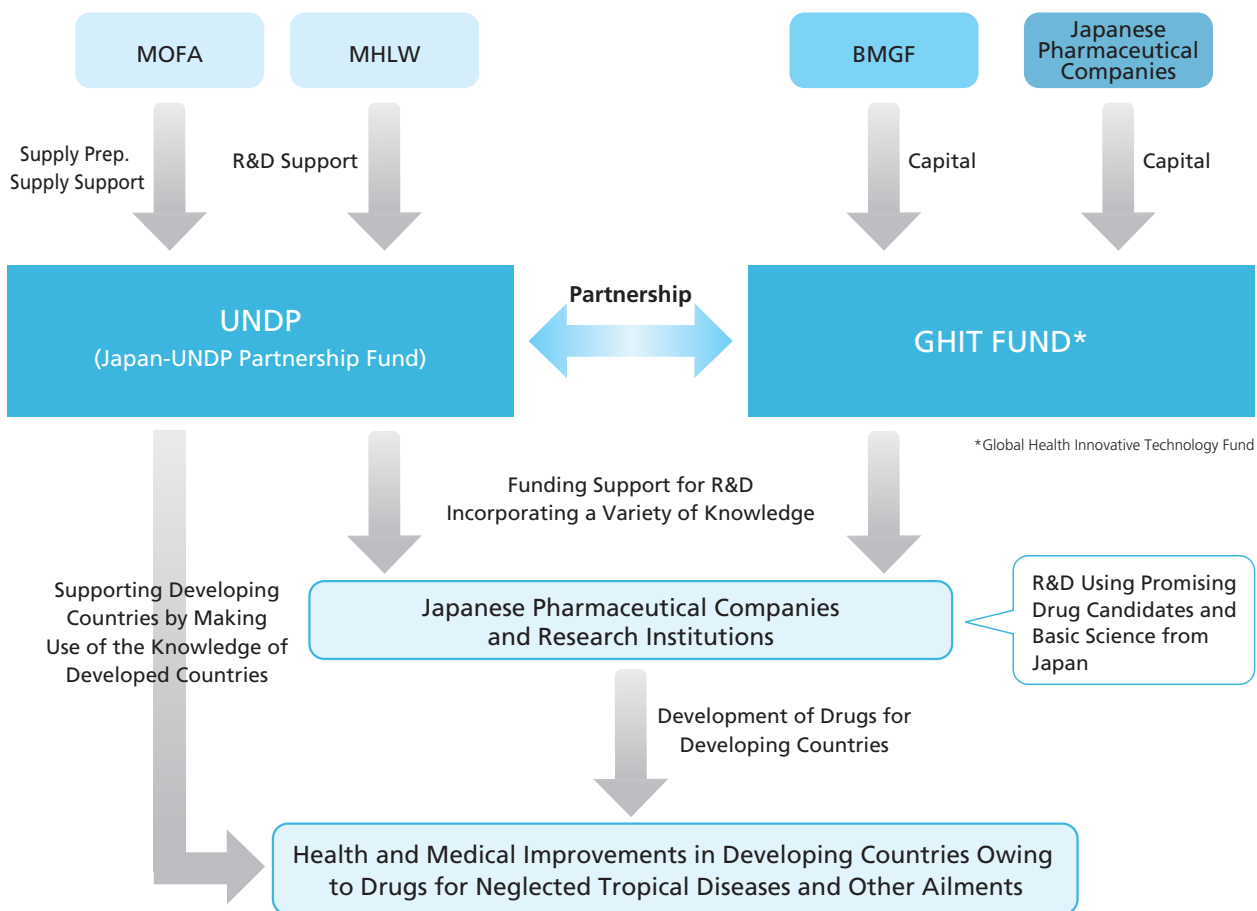 MOFA
MHLW
BMGF
Japanese
Pharmaceutical
Companies
Supply Prep.
Supply Support
R&D Support
Capital
Capital
UNDP
(Japan-UNDP Partnership Fund)
Partnership
GHIT FUND*
*Global Health Innovative Technology Fund
Funding Support for R&D
Incorporating a Variety of Knowledge
Supporting Developing
Countries by Making
Use of the Knowledge of
Developed Countries
Japanese Pharmaceutical Companies
and Research Institutions
R&D Using Promising
Drug Candidates and
Basic Science from
Japan
Development of Drugs for
Developing Countries
Health and Medical Improvements in Developing Countries Owing
to Drugs for Neglected Tropical Diseases and Other Ailments